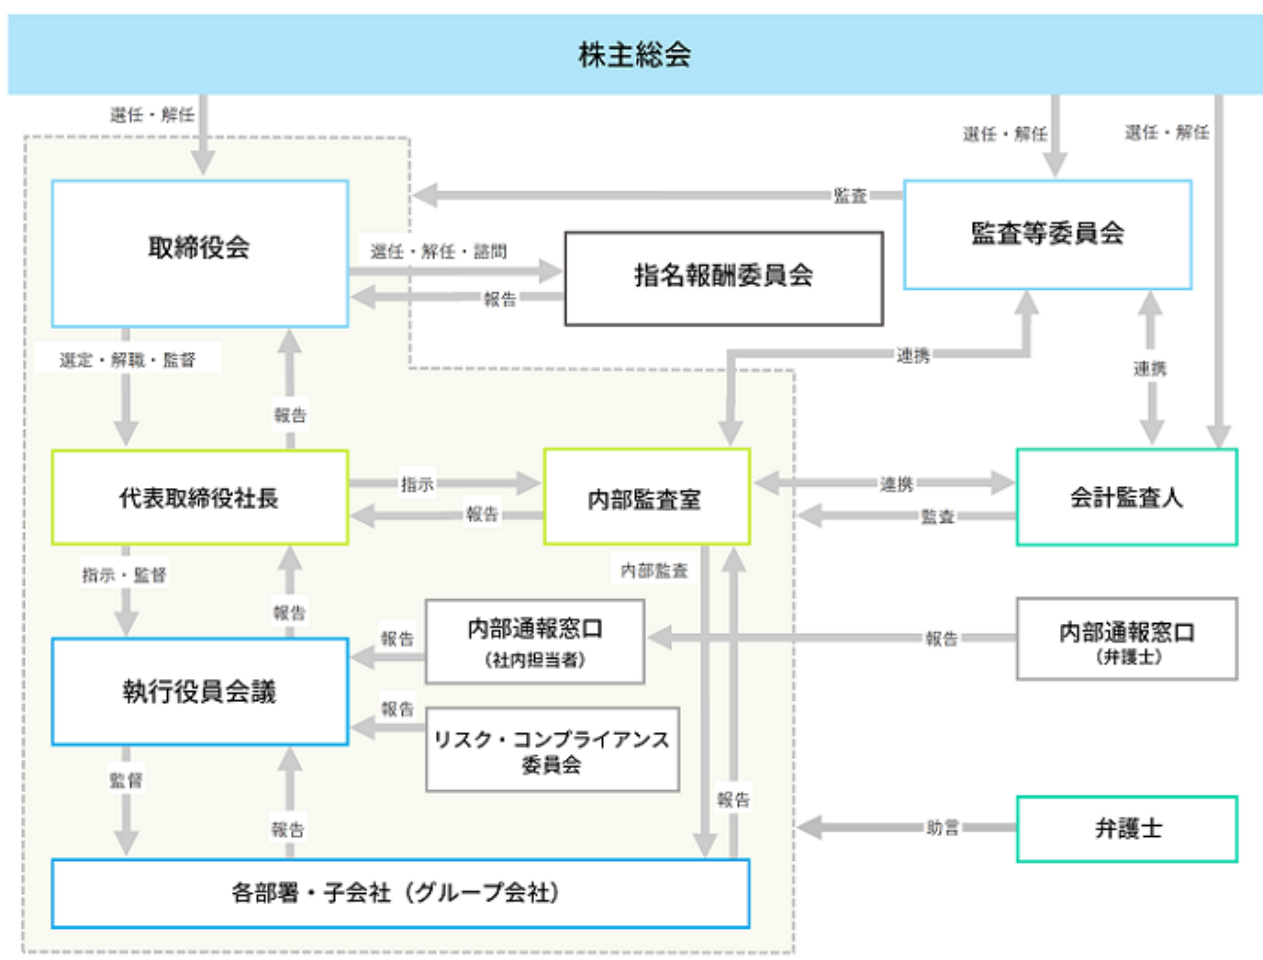 株主総会
選任・解任
選任・解任
選任・解任
取締役会
監査
監査等委員会
選任・解任・諮問
指名報酬委員会
報告
選定・解職・監督
連携
連携
報告
代表取締役社長
指示
内部監査室
連携
会計監査人
報告
監査
指示・監督
内部監査
報告
内部通報窓口
(社内担当者)
報告
報告
内部通報窓口
(弁護士)
執行役員会議
報告
リスク・コンプライアンス
委員会
監督
報告
報告
助言
弁護士
各部署・子会社(グループ会社)